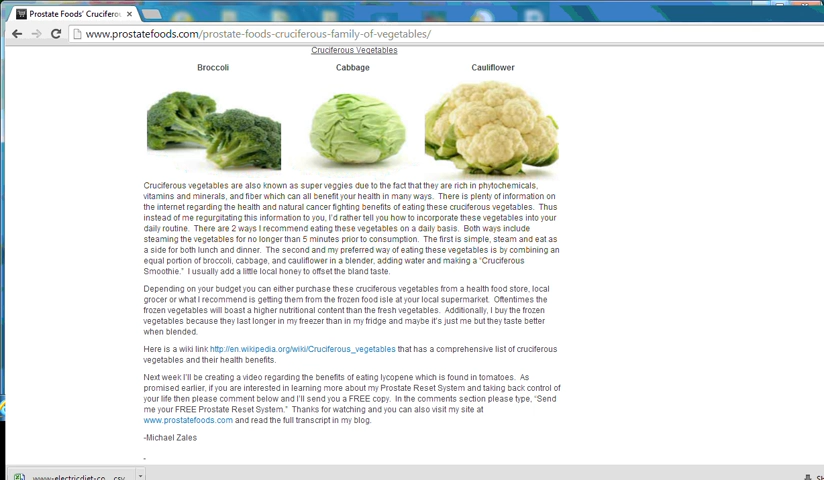 Prostate Foods' Cruciferou
www.prostatefoods.com/prostate-foods-cruciferous-family-of-vegetables/
Cruciferous Vegetables
Broccoli Cabbage Cauliflower
Cruciferous vegetables are also known as super veggies due to the fact that they are rich in phytochemicals,
vitamins and minerals, and fiber which can all benefit your health in many ways. There is plenty of information on
the internet regarding the health and natural cancer fighting benefits of eating these cruciferous vegetables. Thus
instead of me regurgitating this information to you, I'd rather tell you how to incorporate these vegetables into your
daily routine. There are 2 ways I recommend eating these vegetables on a daily basis. Both ways include
steaming the vegetables for no longer than 5 minutes prior to consumption. The first is simple, steam and eat as
a side for both lunch and dinner. The second and my preferred way of eating these vegetables is by combining an
equal portion of broccoli, cabbage, and cauliflower in a blender, adding water and making a “Cruciferous
Smoothie.” I usually add a little local honey to offset the bland taste.
Depending on your budget you can either purchase these cruciferous vegetables from a health food store, local
grocer or what I recommend is getting them from the frozen food isle at your local supermarket. Oftentimes the
frozen vegetables will boast a higher nutritional content than the fresh vegetables. Additionally, I buy the frozen
vegetables because they last longer in my freezer than in my fridge and maybe it's just me but they taste better
when blended.
Here is a wiki link http://en.wikipedia.org/wiki/Cruciferous_vegetables that has a comprehensive list of cruciferous
vegetables and their health benefits.
Next week I'll be creating a video regarding the benefits of eating lycopene which is found in tomatoes. As
promised earlier, if you are interested in learning more about my Prostate Reset System and taking back control of
your life then please comment below and I'll send you a FREE copy. In the comments section please type, “Send
me your FREE Prostate Reset System.” Thanks for watching and you can also visit my site at
www.prostatefoods.com and read the full transcript in my blog.
-Michael Zales
-